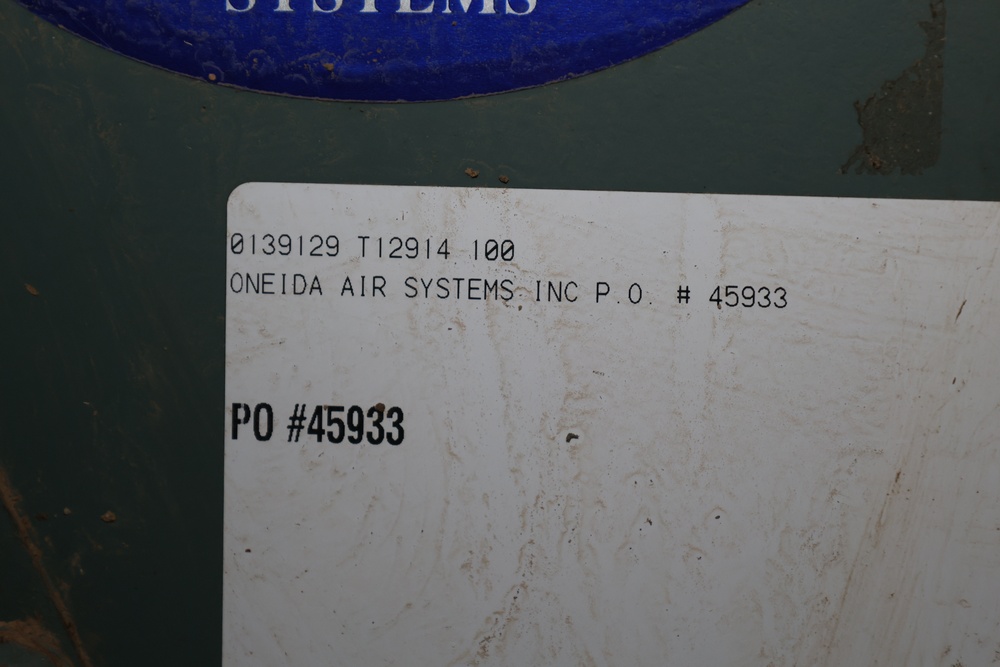 SYSTEMS
0139129 T12914 100
ONEIDA AIR SYSTEMS INC P.O. # 45933
PO #45933